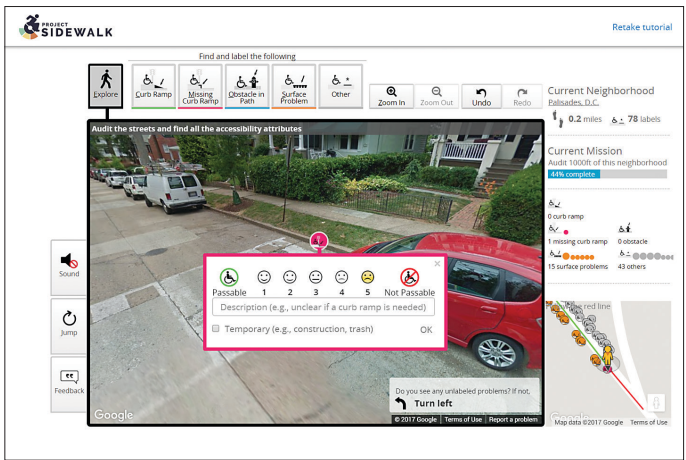 PROJECT
SIDEWALK
Retake tutorial
Find and label the following
Explore
Curb Ramp
Missing
Curb Ramp
Obstacle in
Path
Surface
Problem
Other
Zoom In
Zoom Out
Undo
Redo
Current Neighborhood
Palisades, D.C.
0.2 miles
78 labels
Current Mission
Audit 1000ft of this neighborhood
44% complete
0 curb ramp
1 missing curb ramp
0 obstacle
15 surface problems
43 others
Audit the streets and find all the accessibility attributes
Sound
Jump
Feedback
Passable
1
2
3
4
5
Not Passable
Description (e.g., unclear if a curb ramp is needed)
Temporary (e.g., construction, trash)
OK
Do you see any unlabeled problems? If not,
Turn left
Google
© 2017 Google
Terms of Use
Report a problem
the red line
Google
Map data ©2017 Google
Terms of Use